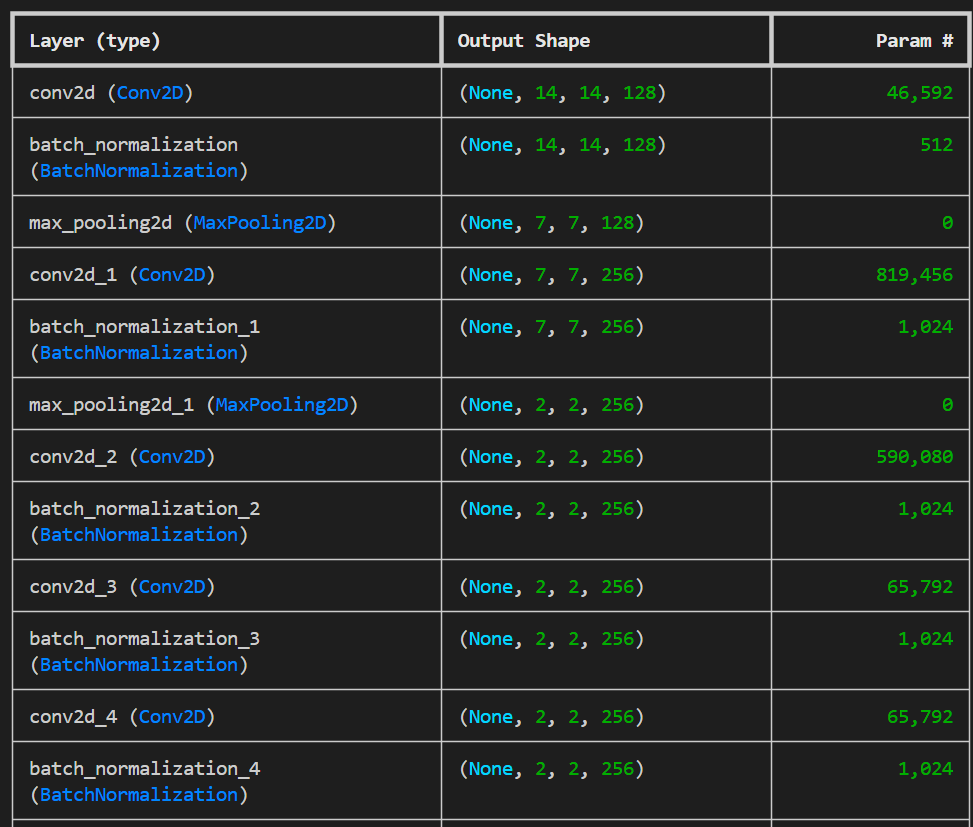 Layer (type) Output Shape Param #
conv2d (Conv2D) (None, 14, 14, 128) 46,592
batch_normalization (None, 14, 14, 128) 512
(BatchNormalization)
max_pooling2d (MaxPooling2D) (None, 7, 7, 128) 0
conv2d_1 (Conv2D) (None, 7, 7, 256) 819,456
batch_normalization_1 (None, 7, 7, 256) 1,024
(BatchNormalization)
max_pooling2d_1 (MaxPooling2D) (None, 2, 2, 256) 0
conv2d_2 (Conv2D) (None, 2, 2, 256) 590,080
batch_normalization_2 (None, 2, 2, 256) 1,024
(BatchNormalization)
conv2d_3 (Conv2D) (None, 2, 2, 256) 65,792
batch_normalization_3 (None, 2, 2, 256) 1,024
(BatchNormalization)
conv2d_4 (Conv2D) (None, 2, 2, 256) 65,792
batch_normalization_4 (None, 2, 2, 256) 1,024
(BatchNormalization)